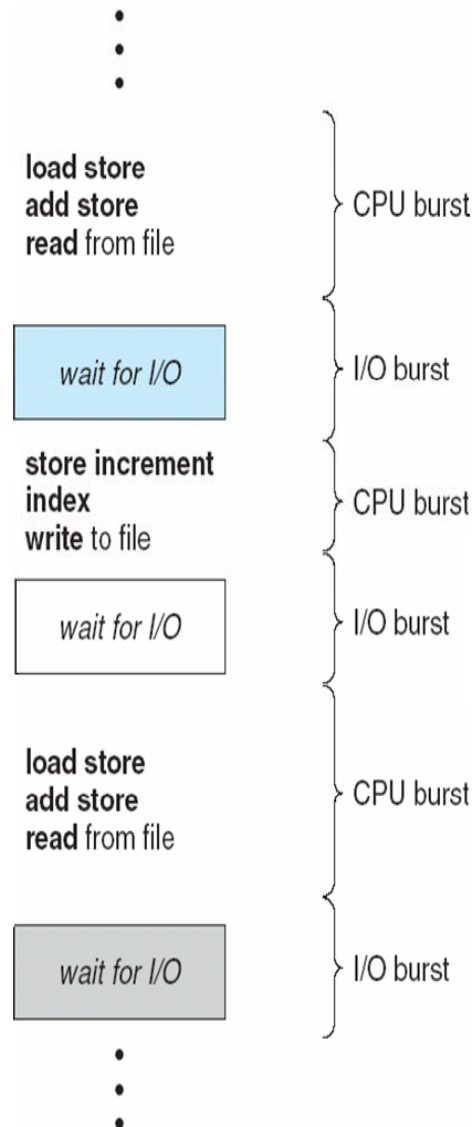 load store
add store
read from file
CPU burst
wait for I/O
I/O burst
store increment
index
write to file
CPU burst
wait for I/O
I/O burst
load store
add store
read from file
CPU burst
wait for I/O
I/O burst